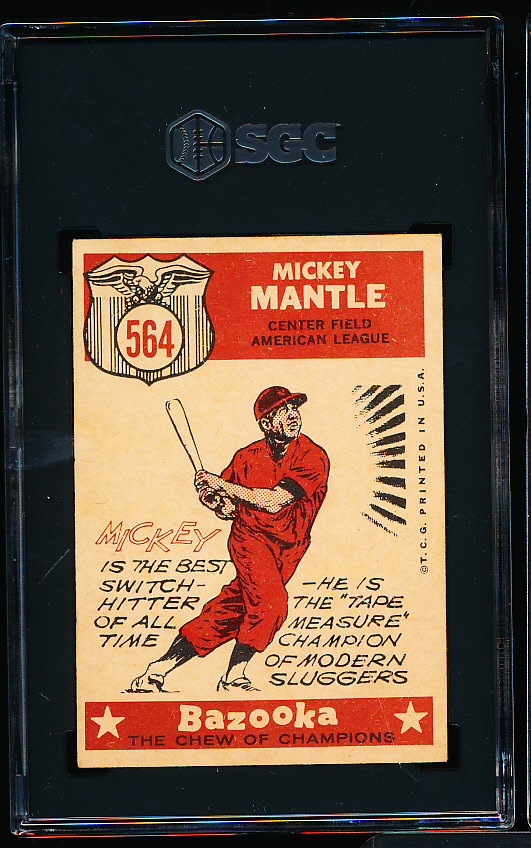 SGC
564
MICKEY
MANTLE
CENTER FIELD
AMERICAN LEAGUE
©T.C.G. PRINTED IN U.S.A.
MICKEY
IS THE BEST
SWITCH-
HITTER
OF ALL
TIME
—HE IS
THE "TAPE
MEASURE"
CHAMPION
OF MODERN
SLUGGERS
Bazooka
THE CHEW OF CHAMPIONS